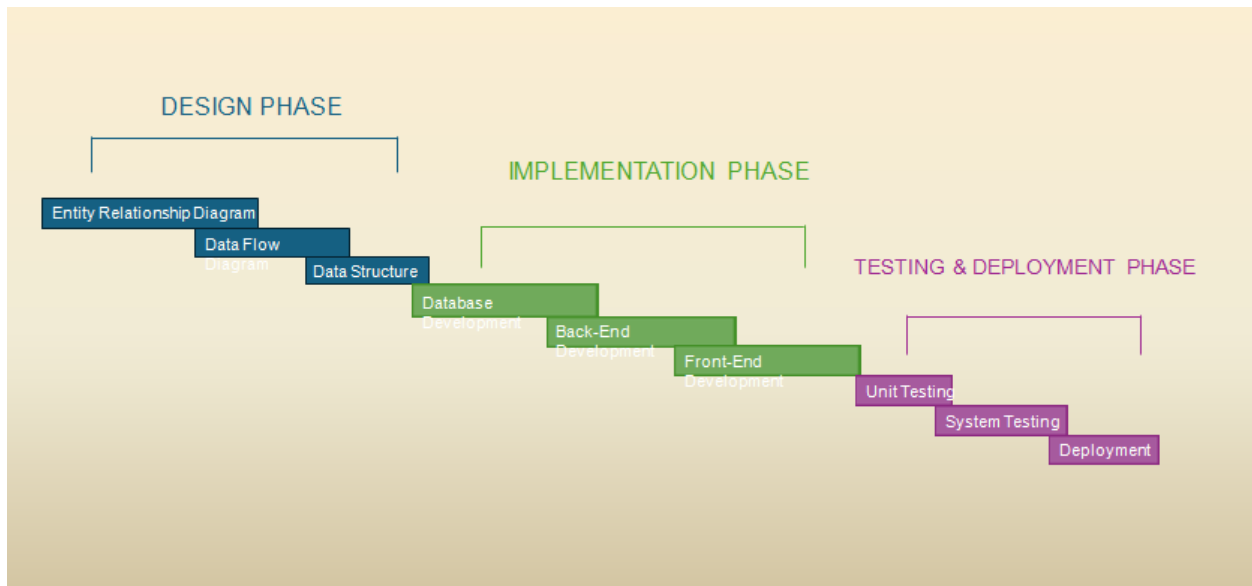 DESIGN PHASE
IMPLEMENTATION PHASE
Entity Relationship Diagram
Data Flow
Diagram
Data Structure
TESTING & DEPLOYMENT PHASE
Database
Development
Back-End
Development
Front-End
Development
Unit Testing
System Testing
Deployment